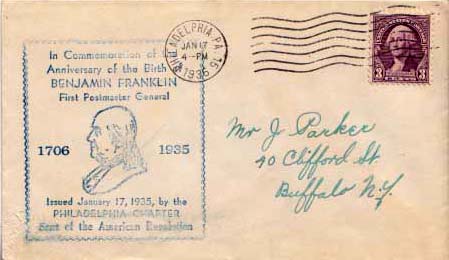 In Commemoration of
Anniversary of the Birth
BENJAMIN FRANKLIN
First Postmaster General
1706 1935
Issued January 17, 1935, by the
PHILADELPHIA CHAPTER
Sons of the American Revolution
PHILADELPHIA, PA.
JAN 17
4-PM
1935
3 3
Mr J Parker
40 Clifford St
Buffalo N.Y.